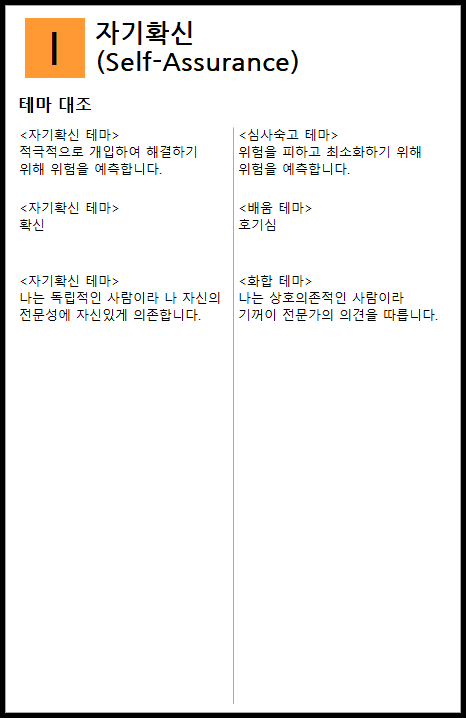 I
자기확신
(Self-Assurance)
테마 대조
<자기확신 테마>
적극적으로 개입하여 해결하기
위해 위험을 예측합니다.
<심사숙고 테마>
위험을 피하고 최소화하기 위해
위험을 예측합니다.
<자기확신 테마>
확신
<배움 테마>
호기심
<자기확신 테마>
나는 독립적인 사람이라 나 자신의
전문성에 자신있게 의존합니다.
<화합 테마>
나는 상호의존적인 사람이라
기꺼이 전문가의 의견을 따릅니다.